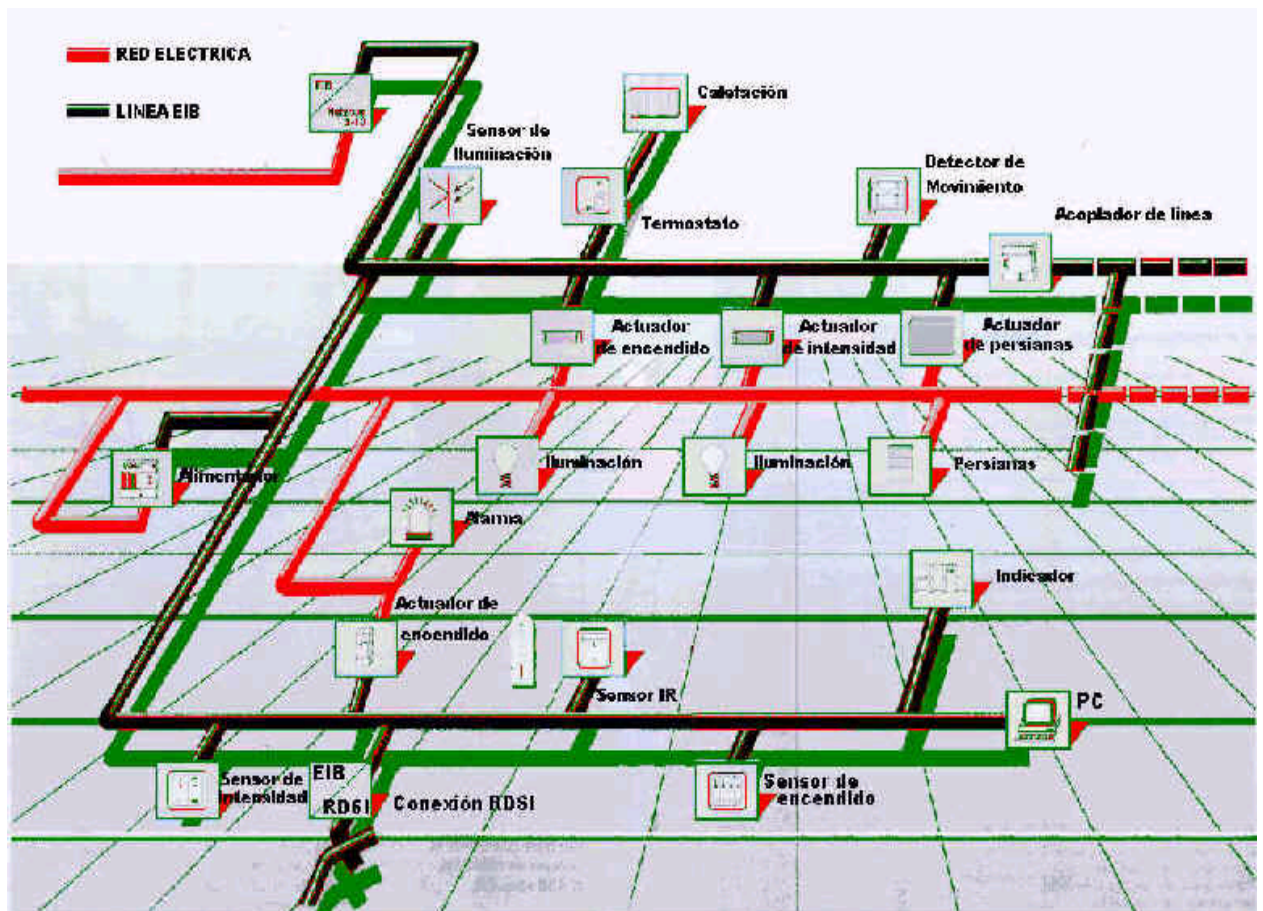 RED ELECTRICA
LINEA EIB
EIB
Calefación
Sensor de
Iluminación
Detector de
Movimiento
Termostato
Acoplador de linea
Actuador
de encendido
Actuador
de intensidad
Actuador
de persianas
Iluminación
Iluminación
Persianas
Alimentador
Alarma
Indicador
Actuador de
encendido
Sensor IR
PC
Sensor de
intensidad
EIB
RDSI
Conexión RDSI
Sensor de
encendido